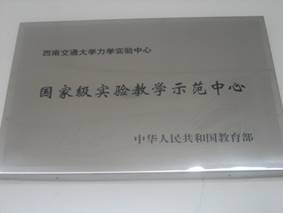 西南交通大学力学实验中心
国家级实验教学示范中心
中华人民共和国教育部